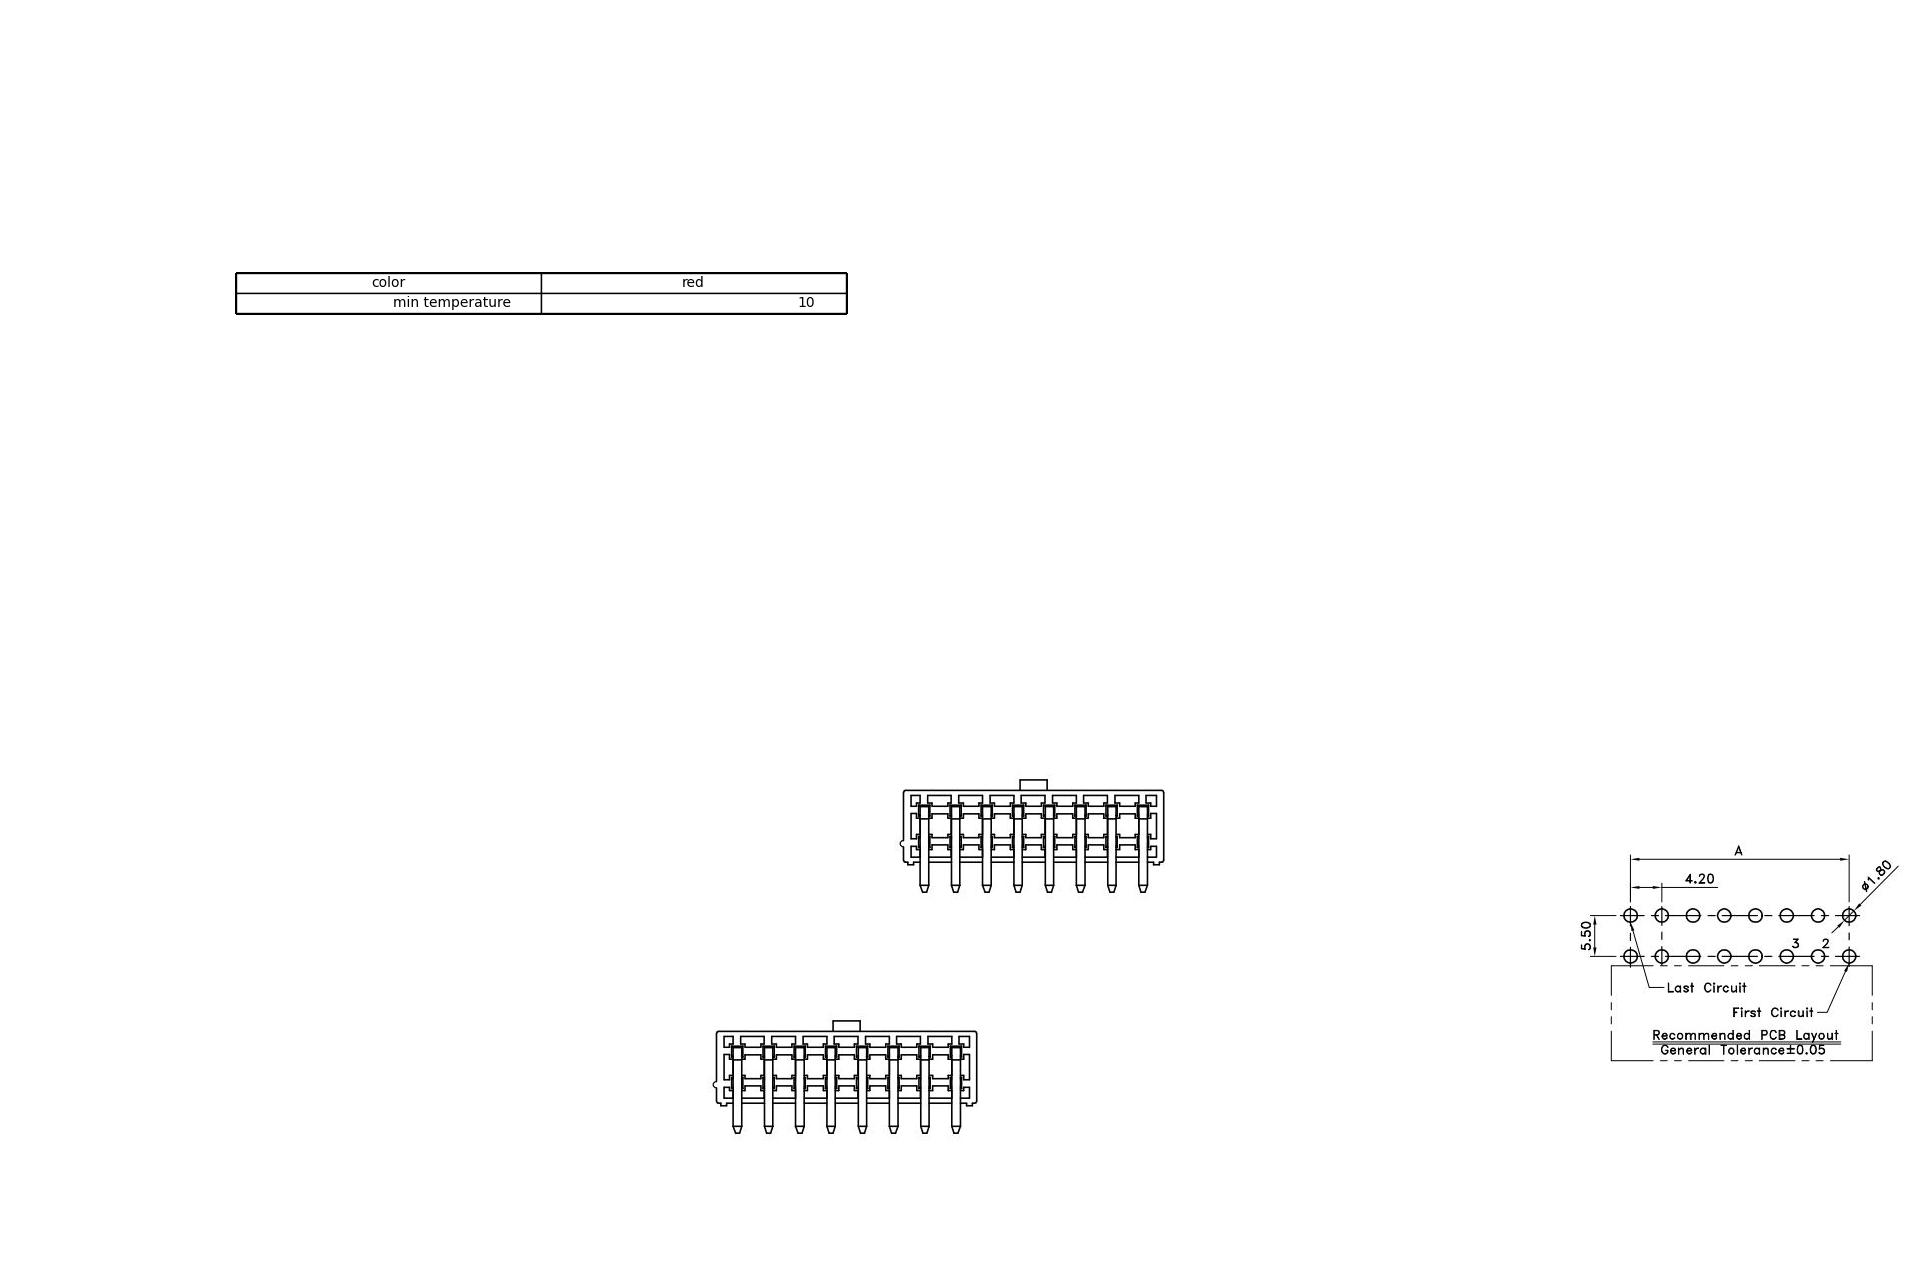 color red
min temperature 10
A
4.20
ø1.80
5.50
3 2
Last Circuit
First Circuit
Recommended PCB Layout
General Tolerance±0.05